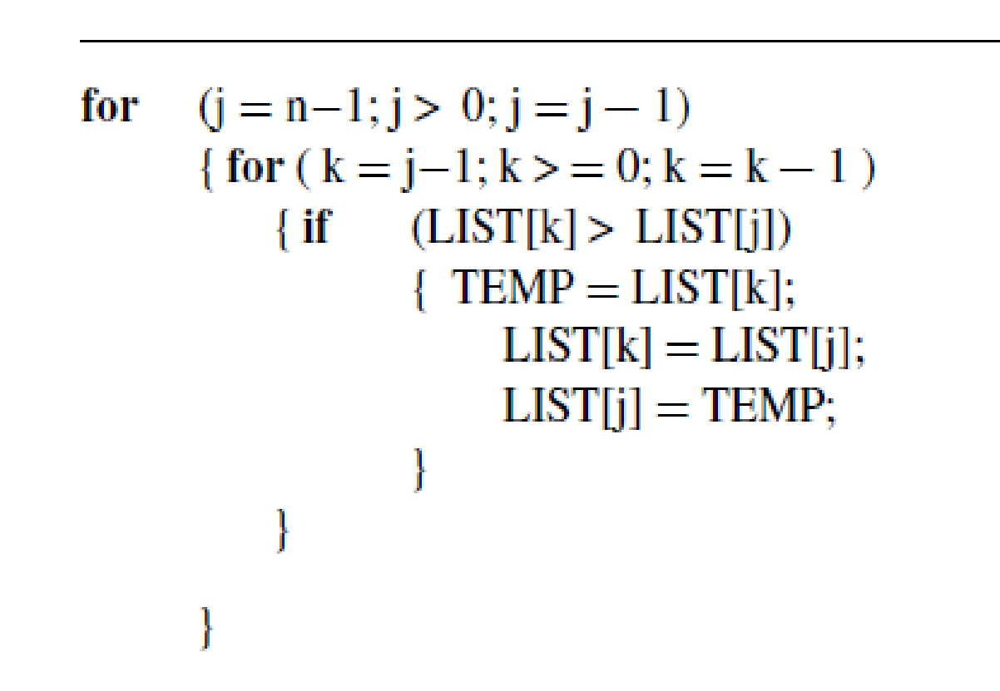 for (j = n–1; j > 0; j = j – 1)
{ for ( k = j–1; k > = 0; k = k – 1 )
{ if (LIST[k] > LIST[j])
{ TEMP = LIST[k];
LIST[k] = LIST[j];
LIST[j] = TEMP;
}
}
}